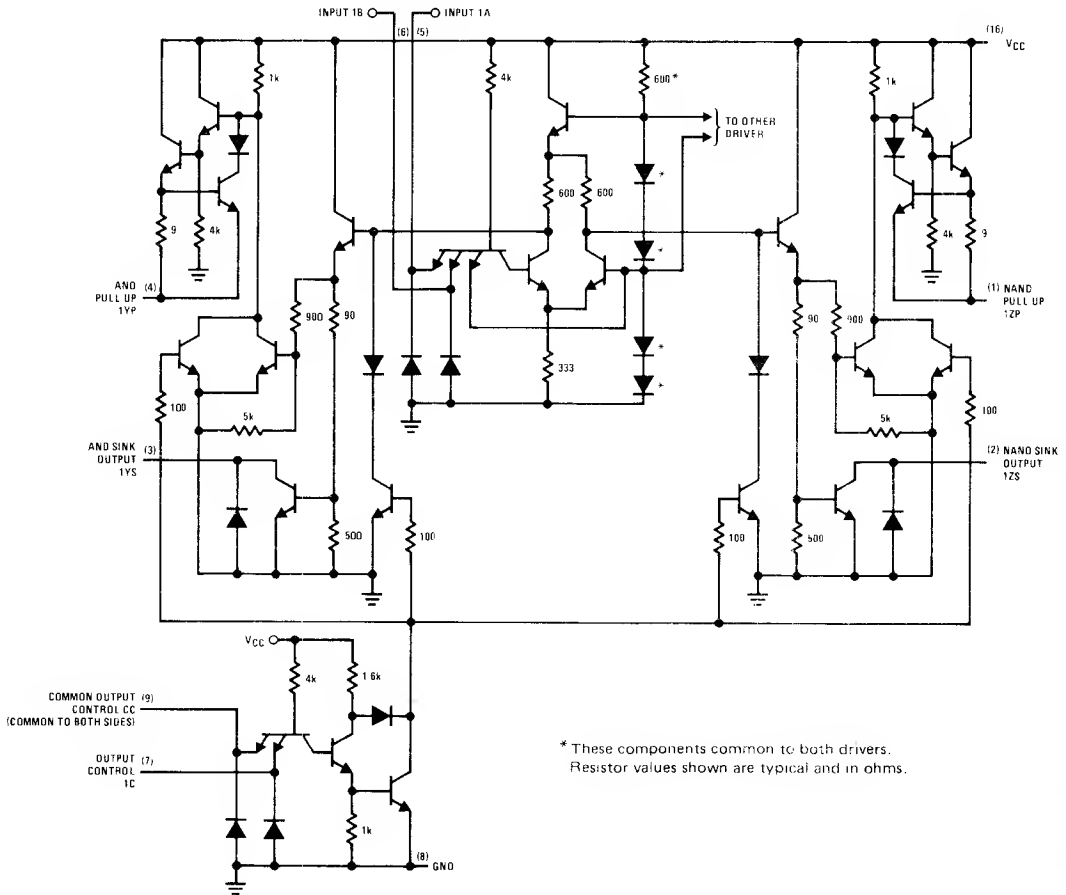 INPUT 1B
INPUT 1A
(6) (5)
(16)
VCC
1k
4k
600*
1k
TO OTHER
DRIVER
*
600
600
9
4k
*
4k
9
AND (4)
PULL UP
1YP
(1) NAND
PULL UP
1ZP
900
90
333
*
*
90
900
100
5k
5k
100
AND SINK (3)
OUTPUT
1YS
(2) NAND SINK
OUTPUT
1ZS
500
100
100
500
VCC
4k
1.6k
COMMON OUTPUT (9)
CONTROL CC
(COMMON TO BOTH SIDES)
OUTPUT (7)
CONTROL
1C
1k
(8)
GND
* These components common to both drivers.
Resistor values shown are typical and in ohms.